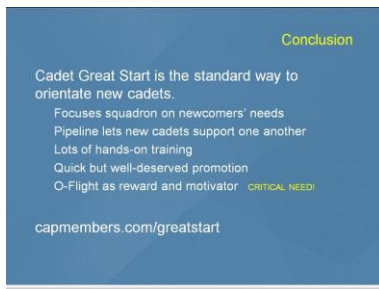 Conclusion
Cadet Great Start is the standard way to
orientate new cadets.
Focuses squadron on newcomers' needs
Pipeline lets new cadets support one another
Lots of hands-on training
Quick but well-deserved promotion
O-Flight as reward and motivator CRITICAL NEED!
capmembers.com/greatstart